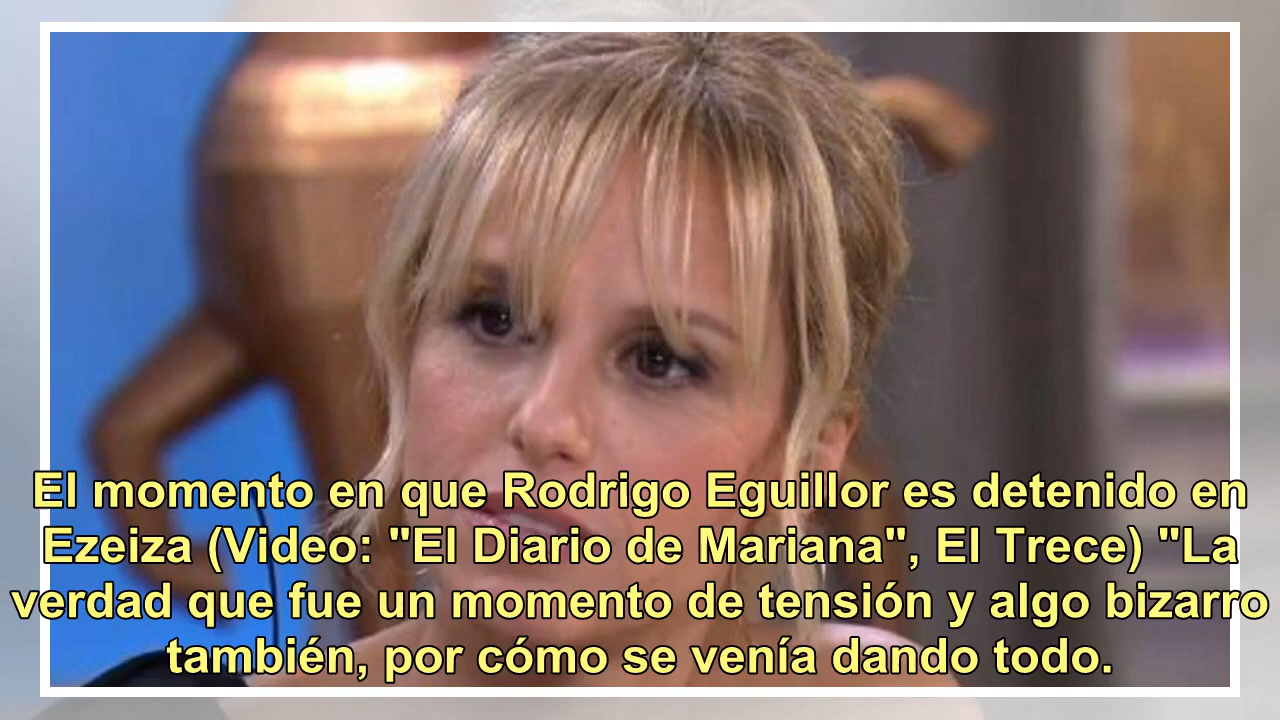 El momento en que Rodrigo Eguillor es detenido en
Ezeiza (Video: "El Diario de Mariana", El Trece) "La
verdad que fue un momento de tensión y algo bizarro
también, por cómo se venía dando todo.